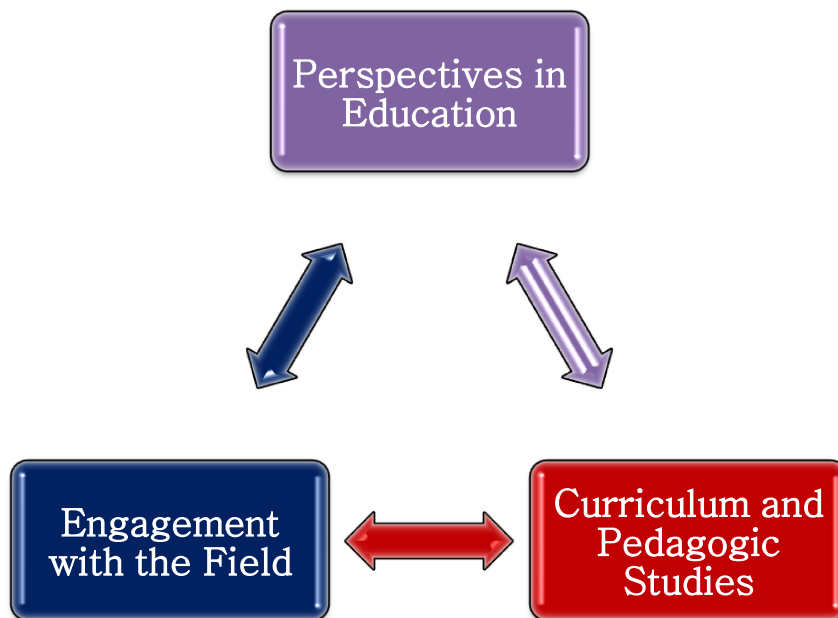 Perspectives in
Education
Engagement
with the Field
Curriculum and
Pedagogic
Studies